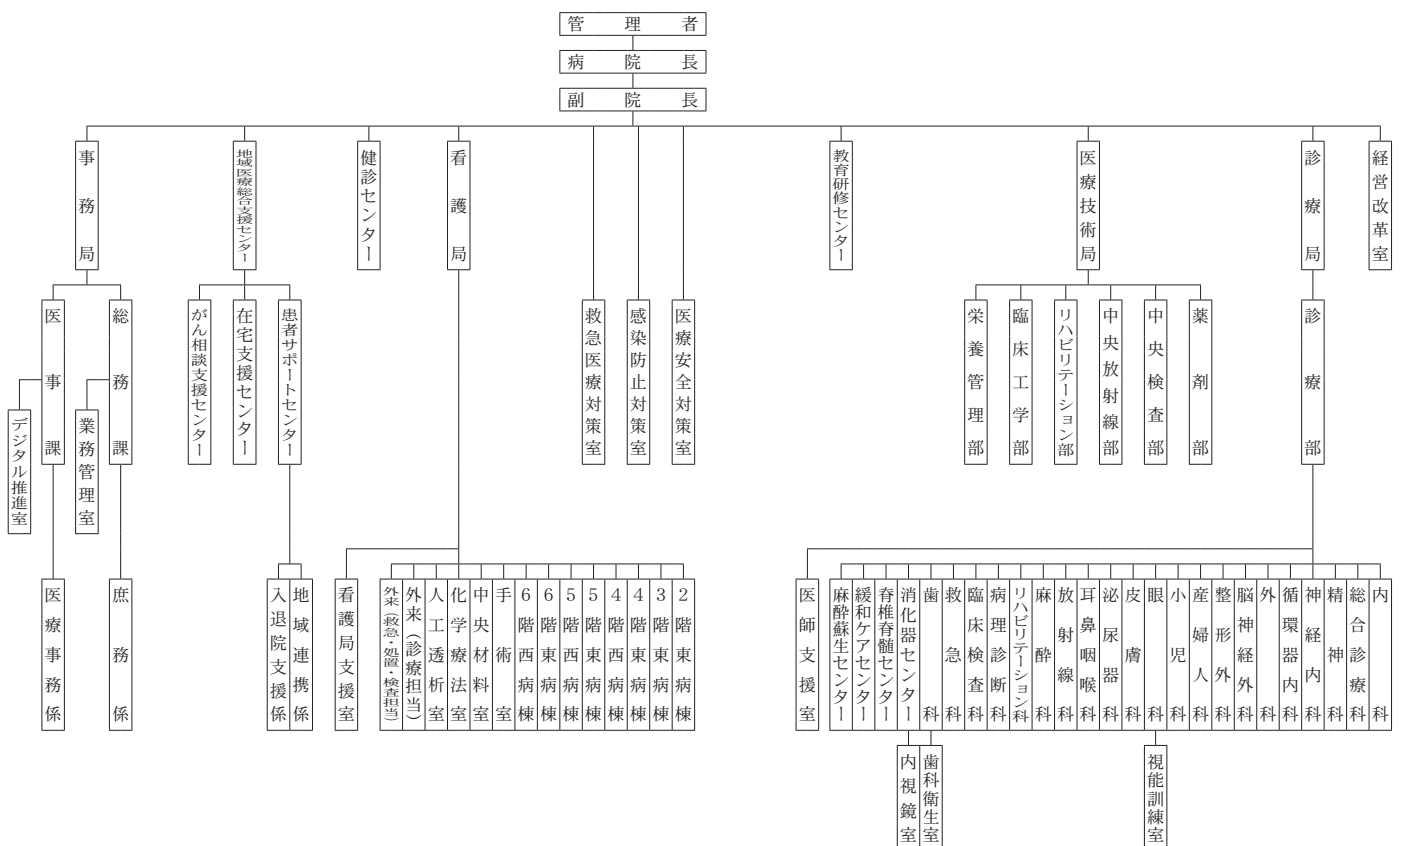 管理者
病院長
副院長
経営改革室
診療局
医療技術局
教育研修センター
看護局
健診センター
地域医療総合支援センター
事務局
診療部
薬剤部
中央検査部
中央放射線部
リハビリテーション部
臨床工学部
栄養管理部
医療安全対策室
感染防止対策室
救急医療対策室
患者サポートセンター
在宅支援センター
がん相談支援センター
総務課
医事課
業務管理室
デジタル推進室
内科
総合診療科
精神科
神経内科
循環器内科
外科
脳神経外科
整形外科
産婦人科
小児科
眼科
皮膚科
泌尿器科
耳鼻咽喉科
放射線科
麻酔科
リハビリテーション科
病理診断科
臨床検査科
救急科
歯科
消化器センター
脊椎脊髄センター
緩和ケアセンター
麻酔蘇生センター
医師支援室
2階東病棟
3階東病棟
4階東病棟
4階西病棟
5階東病棟
5階西病棟
6階東病棟
6階西病棟
手術室
中央材料室
化学療法室
人工透析室
外来（診療担当）
外来（救急・処置・検査担当）
看護局支援室
地域連携係
入退院支援係
庶務係
医療事務係
視能訓練室
歯科衛生室
内視鏡室